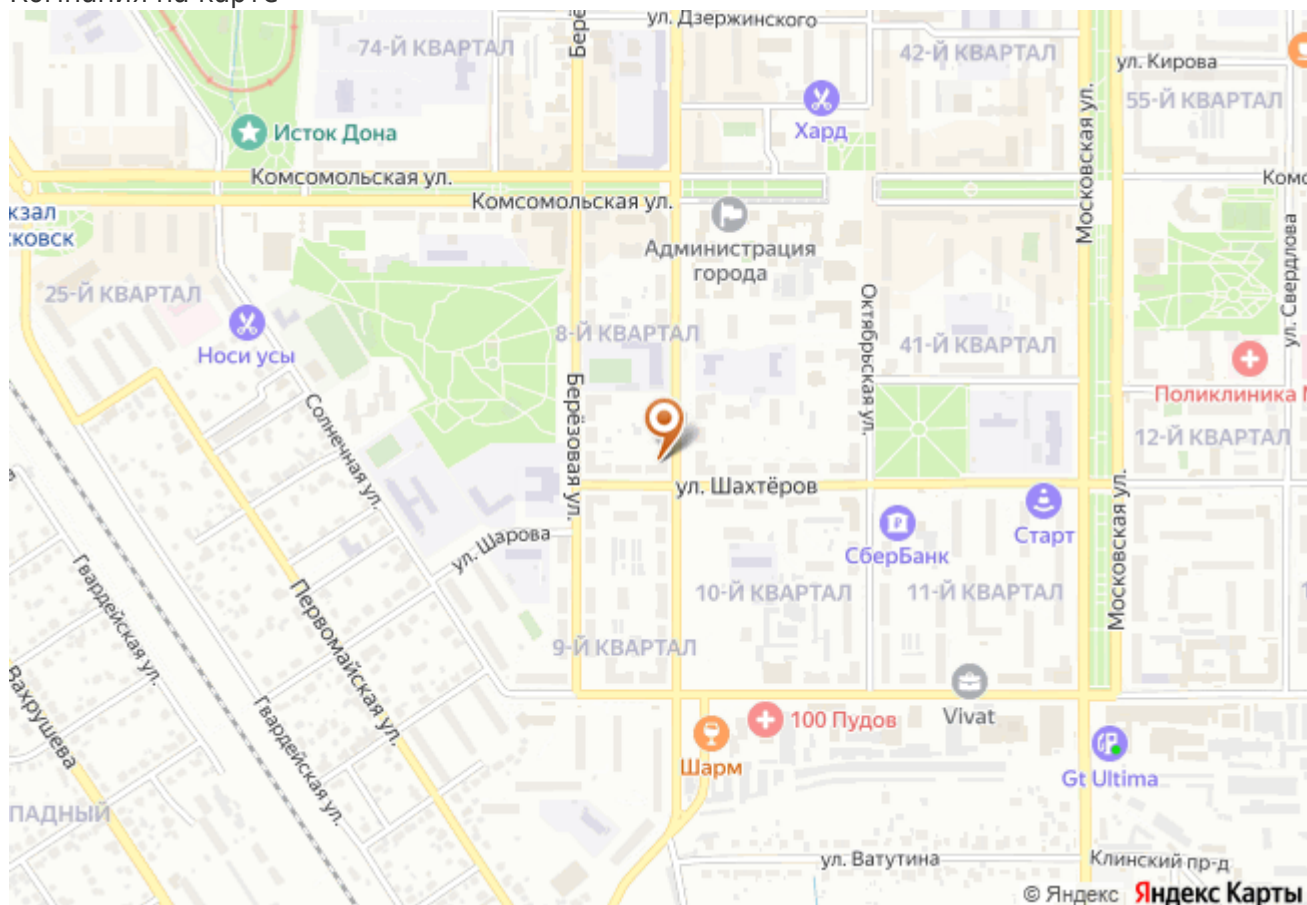 ул. Дзержинского
74-Й КВАРТАЛ
42-Й КВАРТАЛ
ул. Кирова
55-Й КВАРТАЛ
Московская ул.
Хард
Исток Дона
Комсомольская ул.
Комсомольская ул.
Администрация
города
25-Й КВАРТАЛ
ул. Свердлова
Октябрьская ул.
8-Й КВАРТАЛ
41-Й КВАРТАЛ
Носи усы
Поликлиника
Берёзовая ул.
Солнечная ул.
12-Й КВАРТАЛ
ул. Шахтёров
Московская ул.
СберБанк
Старт
ул. Шарова
10-Й КВАРТАЛ
11-Й КВАРТАЛ
Гвардейская ул.
Первомайская ул.
9-Й КВАРТАЛ
Вахрушева
Гвардейская ул.
100 Пудов
Vivat
Шарм
Gt Ultima
ул. Ватутина
Клинский пр-д
© Яндекс Яндекс Карты